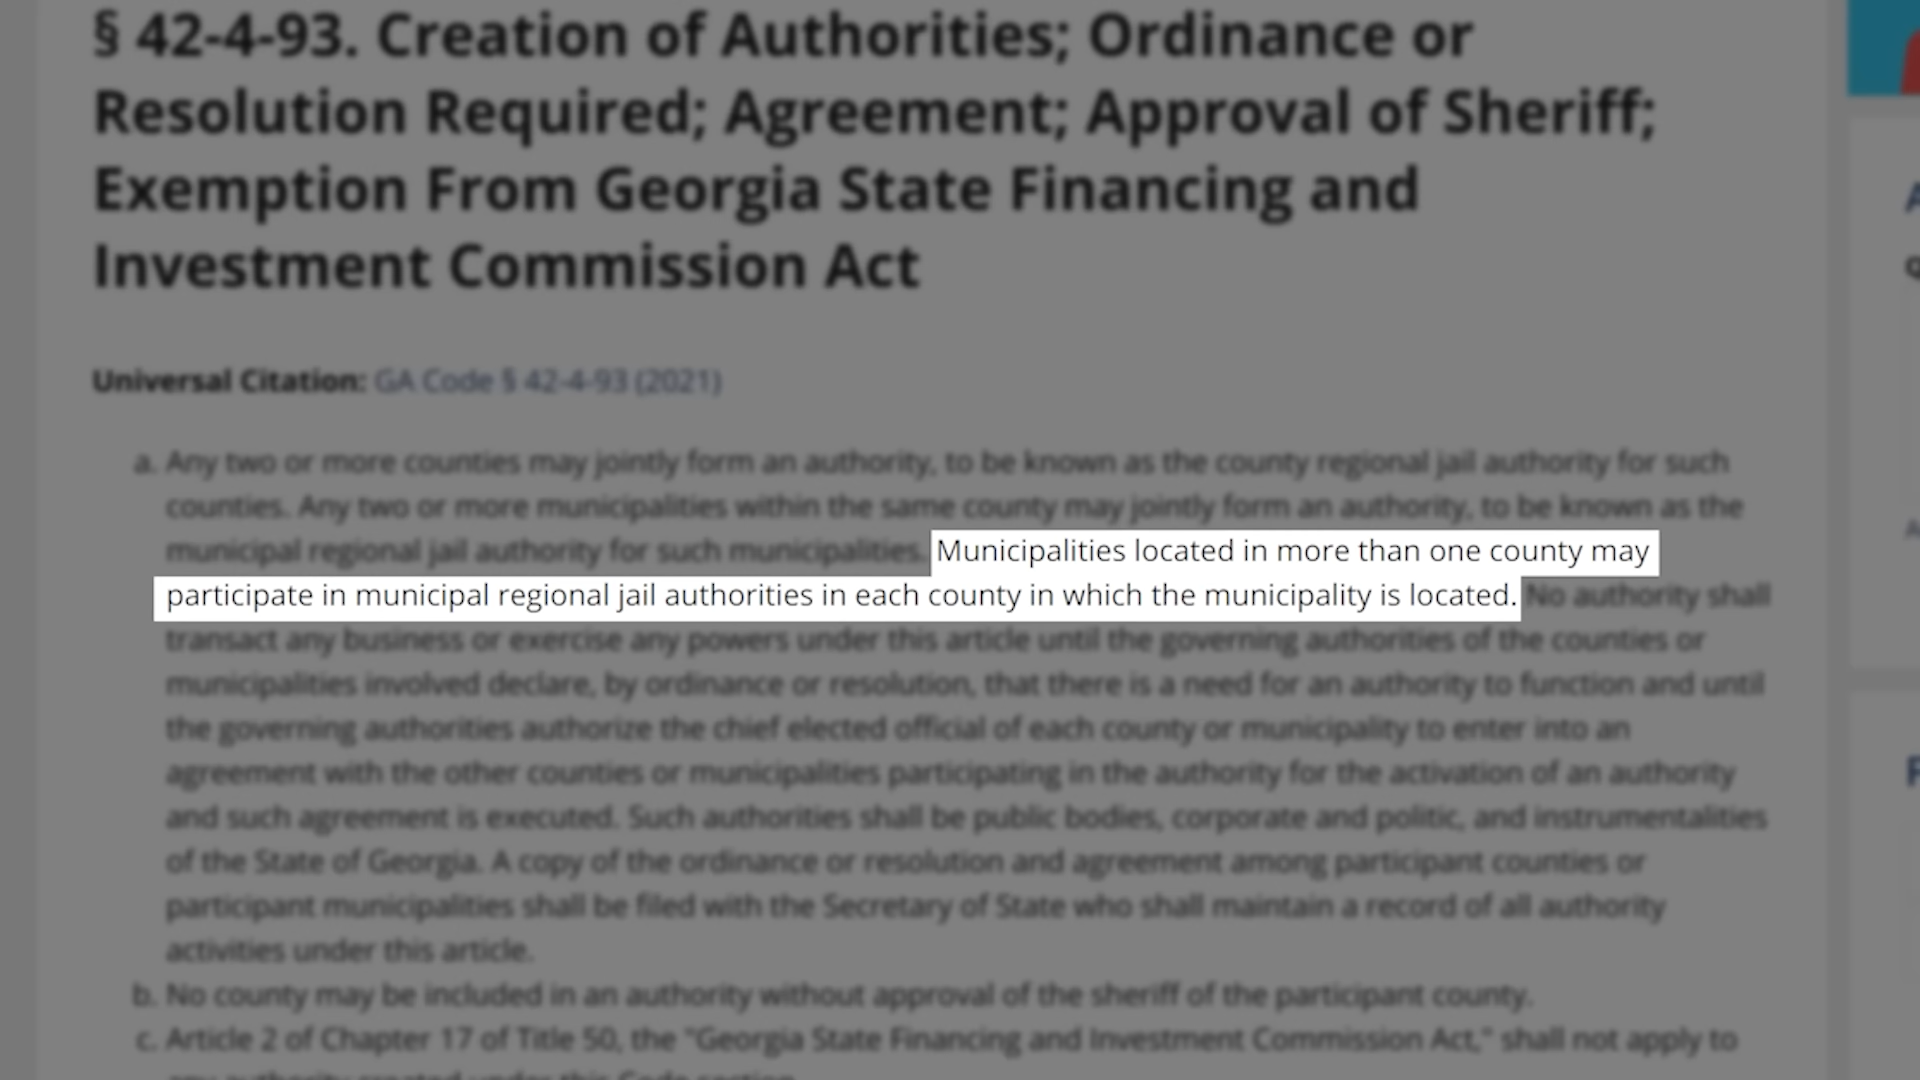 § 42-4-93. Creation of Authorities; Ordinance or
Resolution Required; Agreement; Approval of Sheriff;
Exemption From Georgia State Financing and
Investment Commission Act
Universal Citation: GA Code § 42-4-93 (2021)
a. Any two or more counties may jointly form an authority, to be known as the county regional jail authority for such
counties. Any two or more municipalities within the same county may jointly form an authority, to be known as the
municipal regional jail authority for such municipalities. Municipalities located in more than one county may
participate in municipal regional jail authorities in each county in which the municipality is located. No authority shall
transact any business or exercise any powers under this article until the governing authorities of the counties or
municipalities involved declare, by ordinance or resolution, that there is a need for an authority to function and until
the governing authorities authorize the chief elected official of each county or municipality to enter into an
agreement with the other counties or municipalities participating in the authority for the activation of an authority
and such agreement is executed. Such authorities shall be public bodies, corporate and politic, and instrumentalities
of the State of Georgia. A copy of the ordinance or resolution and agreement among participant counties or
participant municipalities shall be filed with the Secretary of State who shall maintain a record of all authority
activities under this article.
b. No county may be included in an authority without approval of the sheriff of the participant county.
c. Article 2 of Chapter 17 of Title 50, the "Georgia State Financing and Investment Commission Act," shall not apply to
any authority created under this Code section.